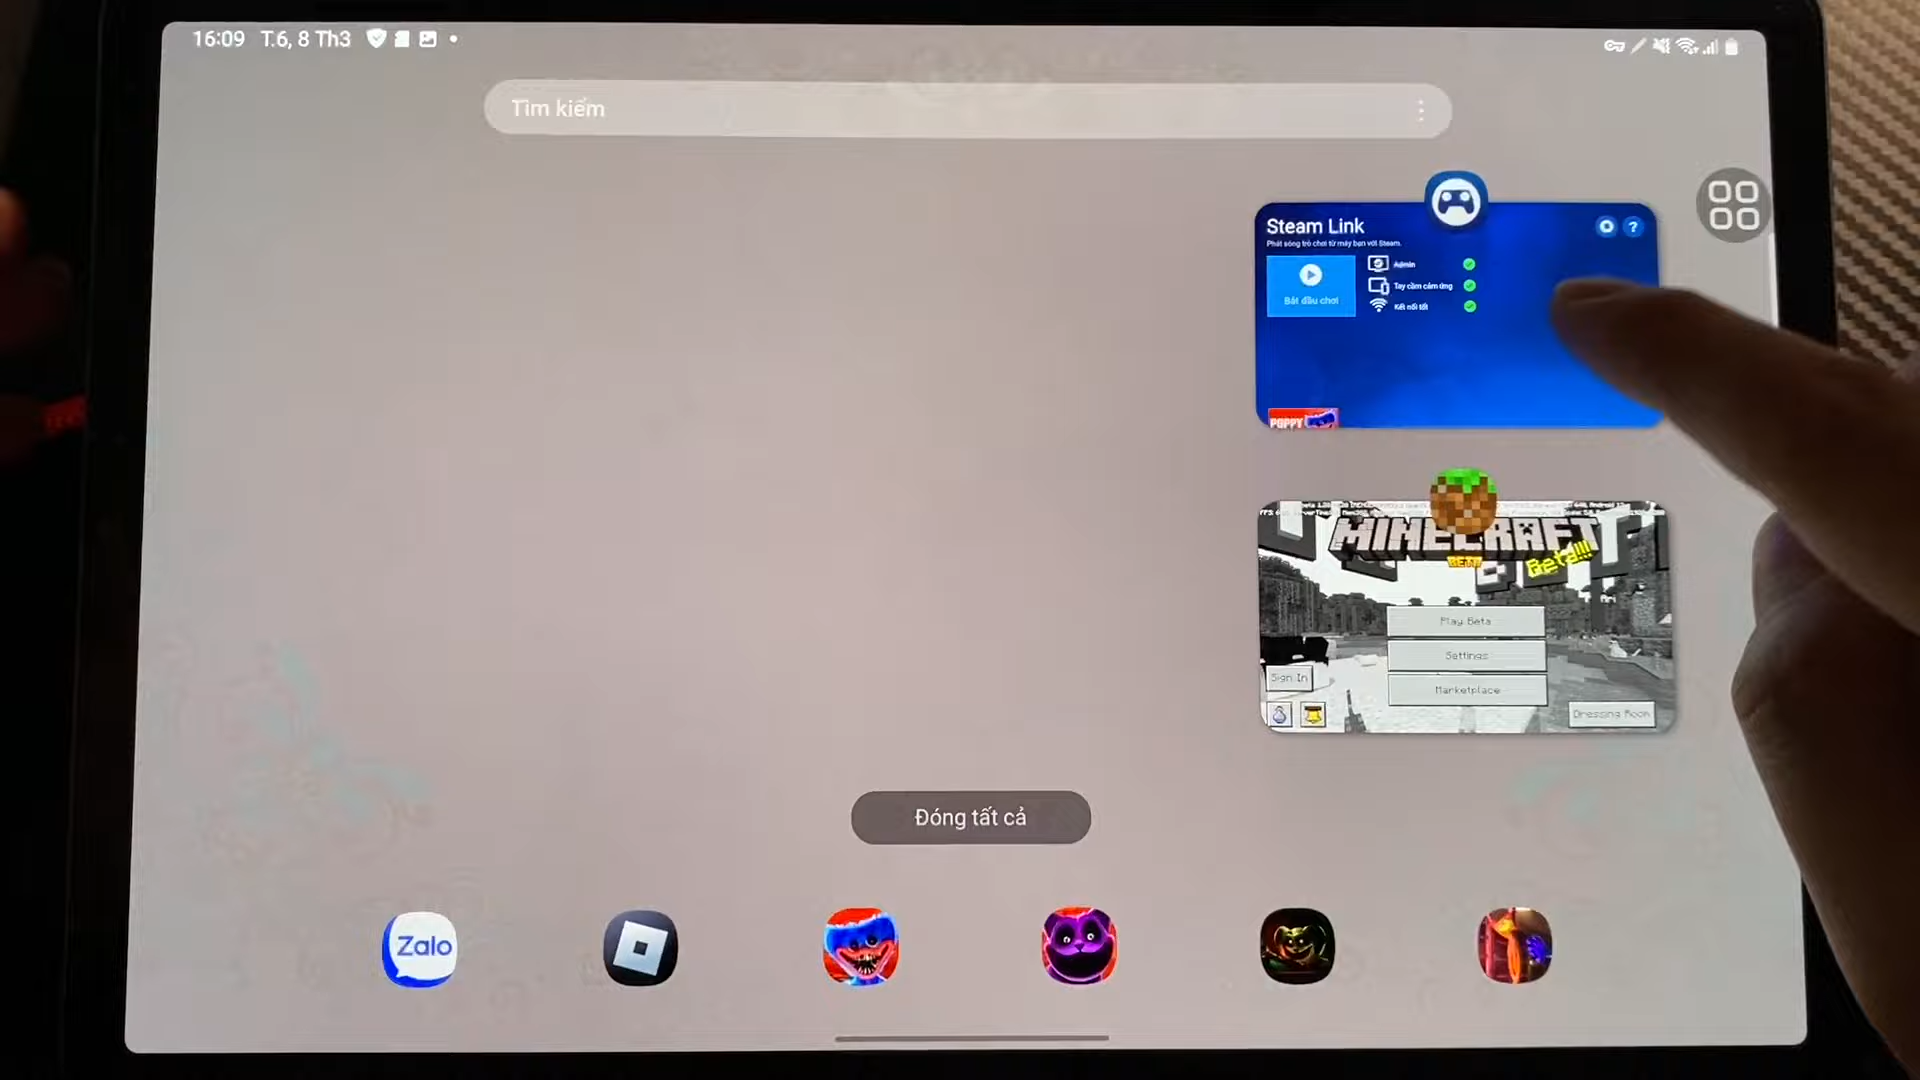 16:09 T.6, 8 Th3
Tìm kiếm
Steam Link
Phát sóng trò chơi từ máy bạn với Steam.
Bắt đầu chơi
Admin
Tay cầm cảm ứng
Kết nối tốt
POPPY
MINECRAFT
BETA
Beta!!!
Play Beta
Settings
Sign In
Marketplace
Dressing Room
Đóng tất cả
Zalo